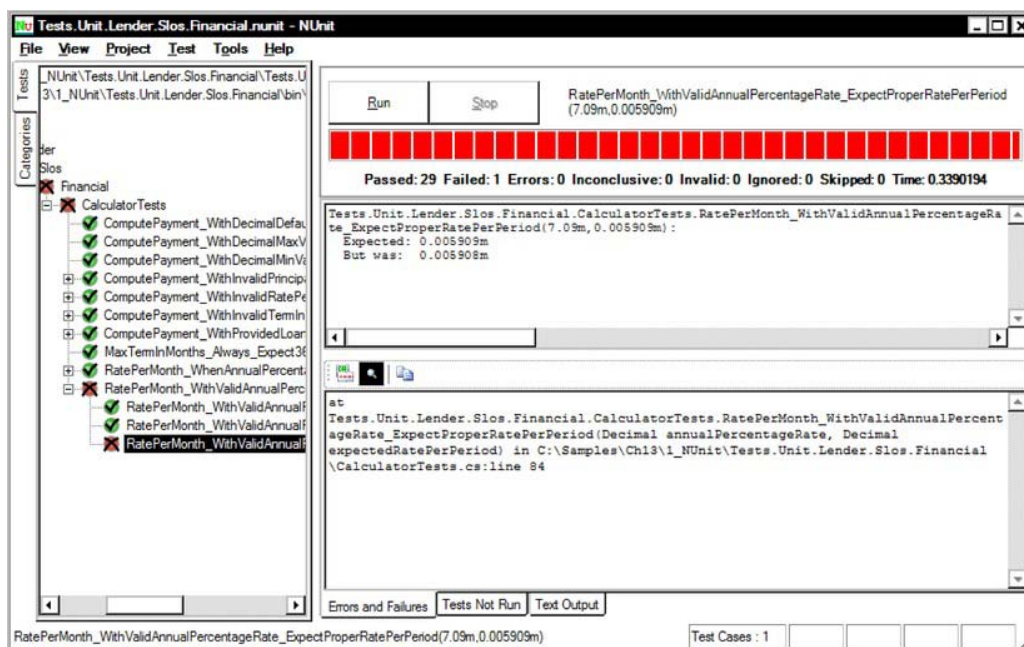 Tests.Unit.Lender.Slos.Financial.nunit - NUnit
File View Project Test Tools Help
Tests
Categories
_NUnit\Tests.Unit.Lender.Slos.Financial\Tests.U
3\1_NUnit\Tests.Unit.Lender.Slos.Financial\bin\
der
Slos
Financial
CalculatorTests
ComputePayment_WithDecimalDefau
ComputePayment_WithDecimalMaxV
ComputePayment_WithDecimalMinVa
ComputePayment_WithInvalidPrincipa
ComputePayment_WithInvalidRatePe
ComputePayment_WithInvalidTermIn
ComputePayment_WithProvidedLoan
MaxTermInMonths_Always_Expect36
RatePerMonth_WhenAnnualPercenta
RatePerMonth_WithValidAnnualPerc
RatePerMonth_WithValidAnnualF
RatePerMonth_WithValidAnnualF
RatePerMonth_WithValidAnnualF
Run
Stop
RatePerMonth_WithValidAnnualPercentageRate_ExpectProperRatePerPeriod
(7.09m,0.005909m)
Passed: 29 Failed: 1 Errors: 0 Inconclusive: 0 Invalid: 0 Ignored: 0 Skipped: 0 Time: 0.3390194
Tests.Unit.Lender.Slos.Financial.CalculatorTests.RatePerMonth_WithValidAnnualPercentageRa
te_ExpectProperRatePerPeriod(7.09m,0.005909m):
Expected: 0.005909m
But was: 0.005908m
at
Tests.Unit.Lender.Slos.Financial.CalculatorTests.RatePerMonth_WithValidAnnualPercent
ageRate_ExpectProperRatePerPeriod(Decimal annualPercentageRate, Decimal
expectedRatePerPeriod) in C:\Samples\Ch13\1_NUnit\Tests.Unit.Lender.Slos.Financial
\CalculatorTests.cs:line 84
Errors and Failures
Tests Not Run
Text Output
RatePerMonth_WithValidAnnualPercentageRate_ExpectProperRatePerPeriod(7.09m,0.005909m)
Test Cases : 1